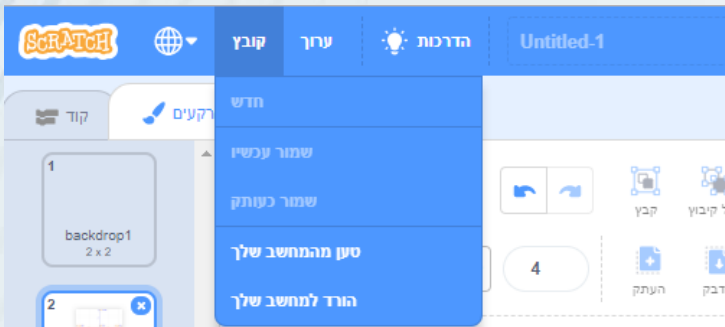 SCRATCH
קובץ
ערוך
הדרכות
Untitled-1
קוד
רקעים
חדש
שמור עכשיו
שמור כעותק
טען מהמחשב שלך
הורד למחשב שלך
1
backdrop1
2 x 2
2
קבץ
ל קיבוץ
4
העתק
דבק